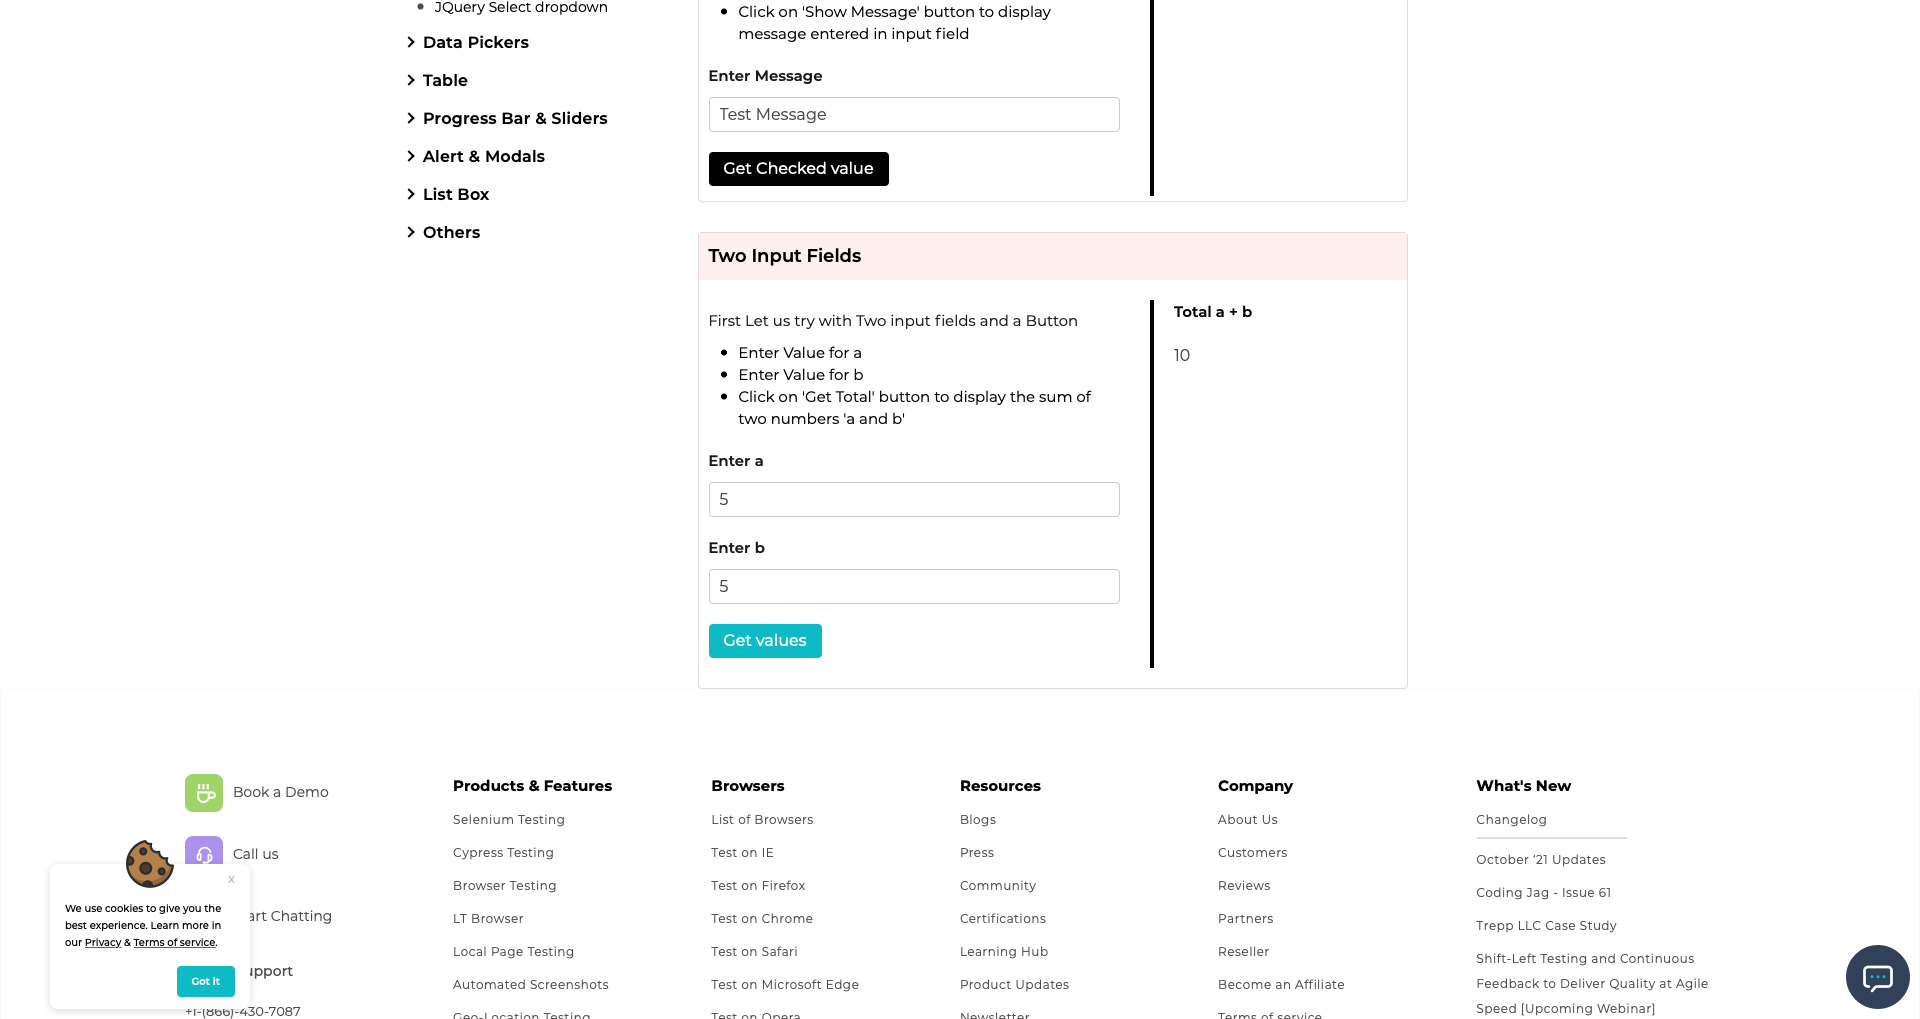 JQuery Select dropdown
Data Pickers
Table
Progress Bar & Sliders
Alert & Modals
List Box
Others
Click on 'Show Message' button to display
message entered in input field
Enter Message
Test Message
Get Checked value
Two Input Fields
First Let us try with Two input fields and a Button
Enter Value for a
Enter Value for b
Click on 'Get Total' button to display the sum of
two numbers 'a and b'
Enter a
5
Enter b
5
Get values
Total a + b
10
Book a Demo
Call us
art Chatting
upport
+1-(866)-430-7087
x
We use cookies to give you the
best experience. Learn more in
our Privacy & Terms of service.
Got it
Products & Features
Selenium Testing
Cypress Testing
Browser Testing
LT Browser
Local Page Testing
Automated Screenshots
Geo-Location Testing
Browsers
List of Browsers
Test on IE
Test on Firefox
Test on Chrome
Test on Safari
Test on Microsoft Edge
Test on Opera
Resources
Blogs
Press
Community
Certifications
Learning Hub
Product Updates
Newsletter
Company
About Us
Customers
Reviews
Partners
Reseller
Become an Affiliate
Terms of service
What's New
Changelog
October ‘21 Updates
Coding Jag - Issue 61
Trepp LLC Case Study
Shift-Left Testing and Continuous
Feedback to Deliver Quality at Agile
Speed [Upcoming Webinar]